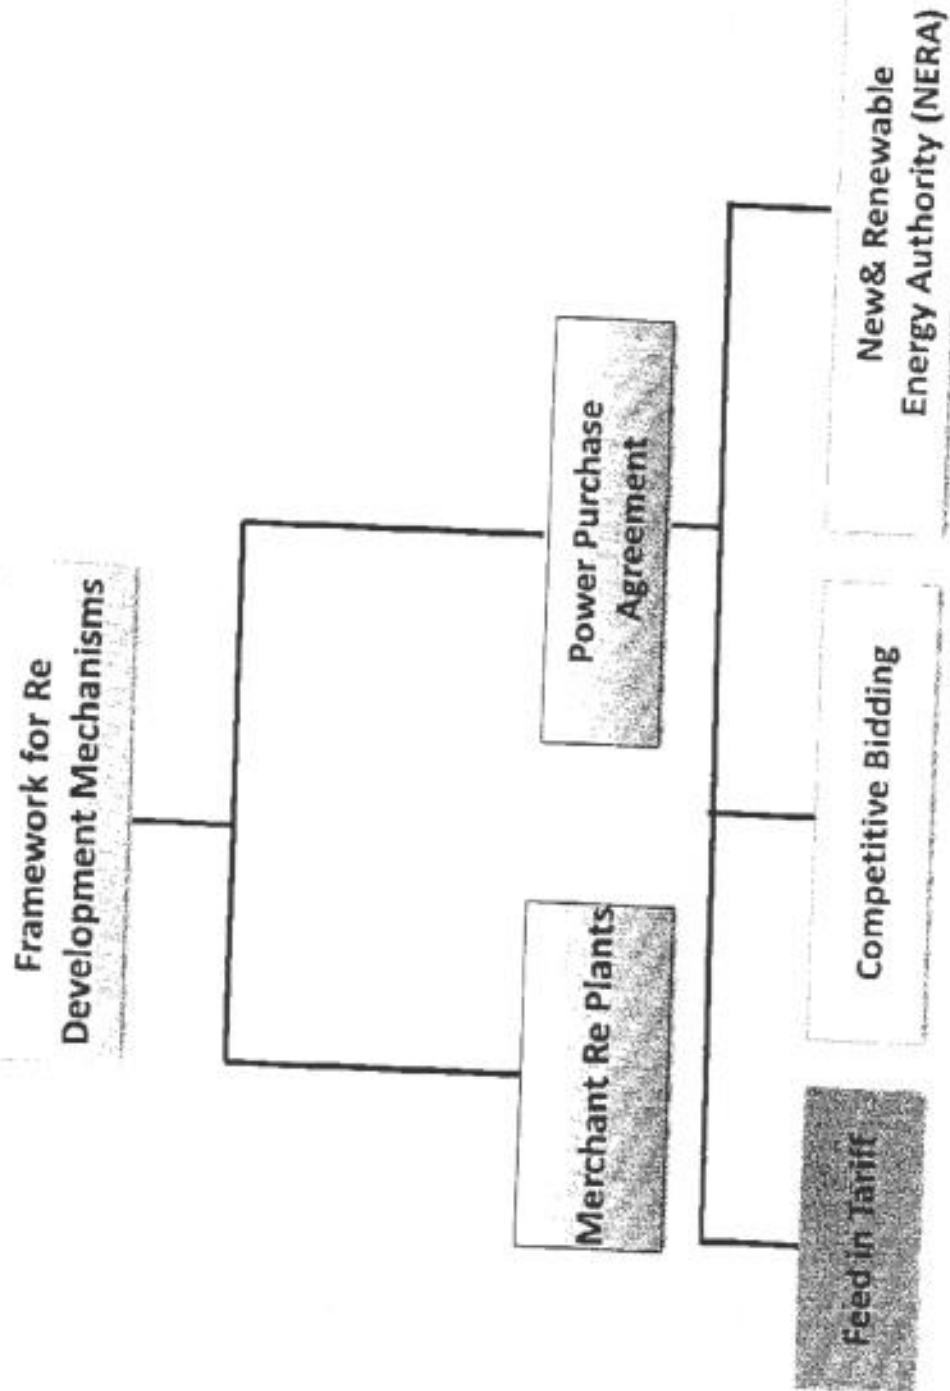 Framework for Re
Development Mechanisms
Merchant Re Plants
Power Purchase
Agreement
Feed in Tariff
Competitive Bidding
New& Renewable
Energy Authority (NERA)